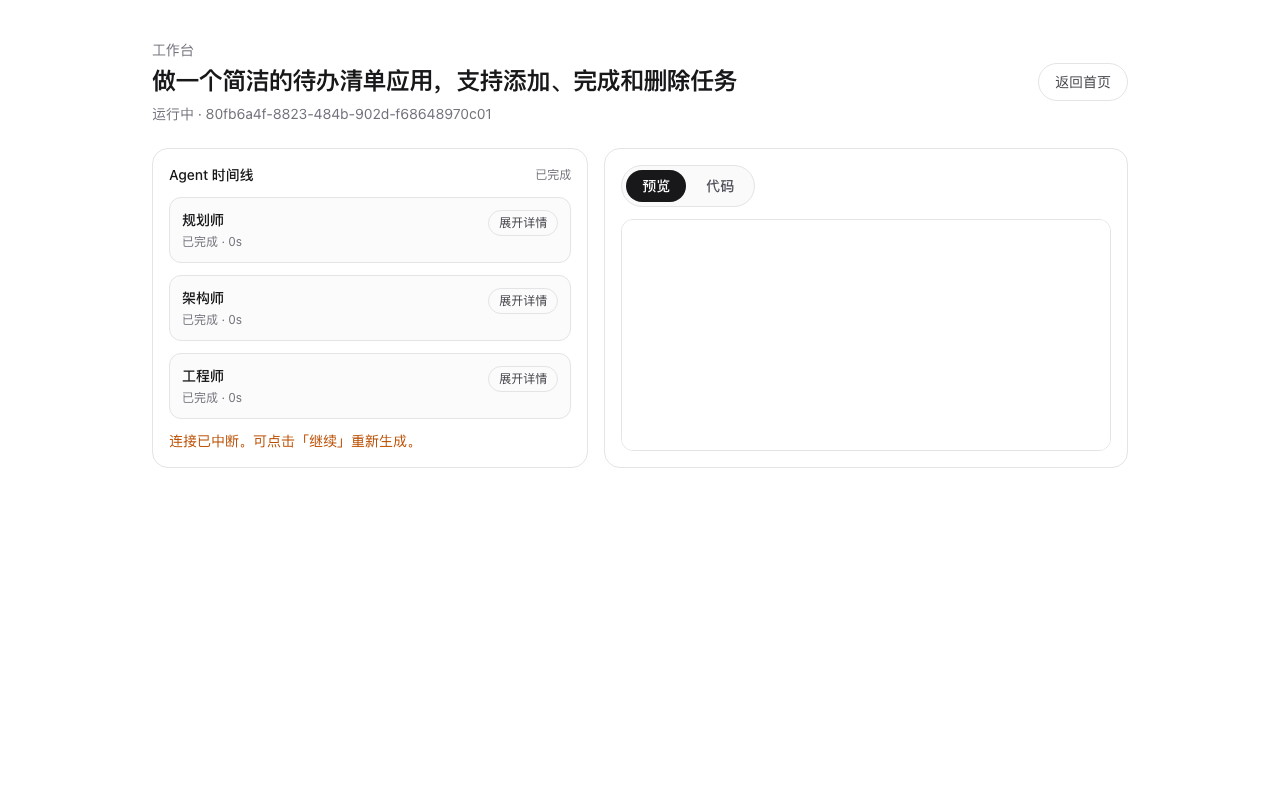 工作台
做一个简洁的待办清单应用，支持添加、完成和删除任务
返回首页
运行中 · 80fb6a4f-8823-484b-902d-f68648970c01
Agent 时间线
已完成
规划师
展开详情
已完成 · 0s
架构师
展开详情
已完成 · 0s
工程师
展开详情
已完成 · 0s
连接已中断。可点击「继续」重新生成。
预览
代码